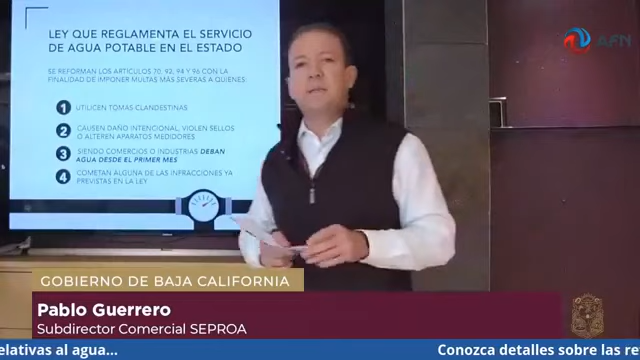 LEY QUE REGLAMENTA EL SERVICIO
DE AGUA POTABLE EN EL ESTADO
SE REFORMAN LOS ARTÍCULOS 70, 93, 94 Y 96 CON LA
FINALIDAD DE IMPONER MULTAS MÁS SEVERAS A QUIENES:
1 UTILICEN TOMAS CLANDESTINAS
2 CAUSEN DAÑO INTENCIONAL, VIOLEN SELLOS
O ALTEREN APARATOS MEDIDORES
3 SIENDO COMERCIOS O INDUSTRIAS DEBAN
AGUA DESDE EL PRIMER MES
4 COMETAN ALGUNA DE LAS INFRACCIONES YA
PREVISTAS EN LA LEY
AFN
GOBIERNO DE BAJA CALIFORNIA
Pablo Guerrero
Subdirector Comercial SEPROA
elativas al agua... Conozca detalles sobre las re